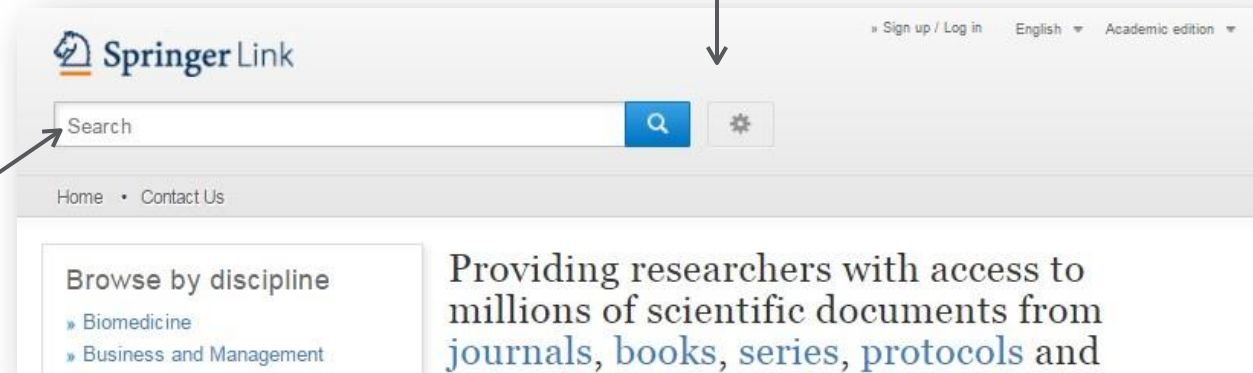 » Sign up / Log in English Academic edition
Springer Link
Search
Home • Contact Us
Browse by discipline
» Biomedicine
» Business and Management
Providing researchers with access to
millions of scientific documents from
journals, books, series, protocols and